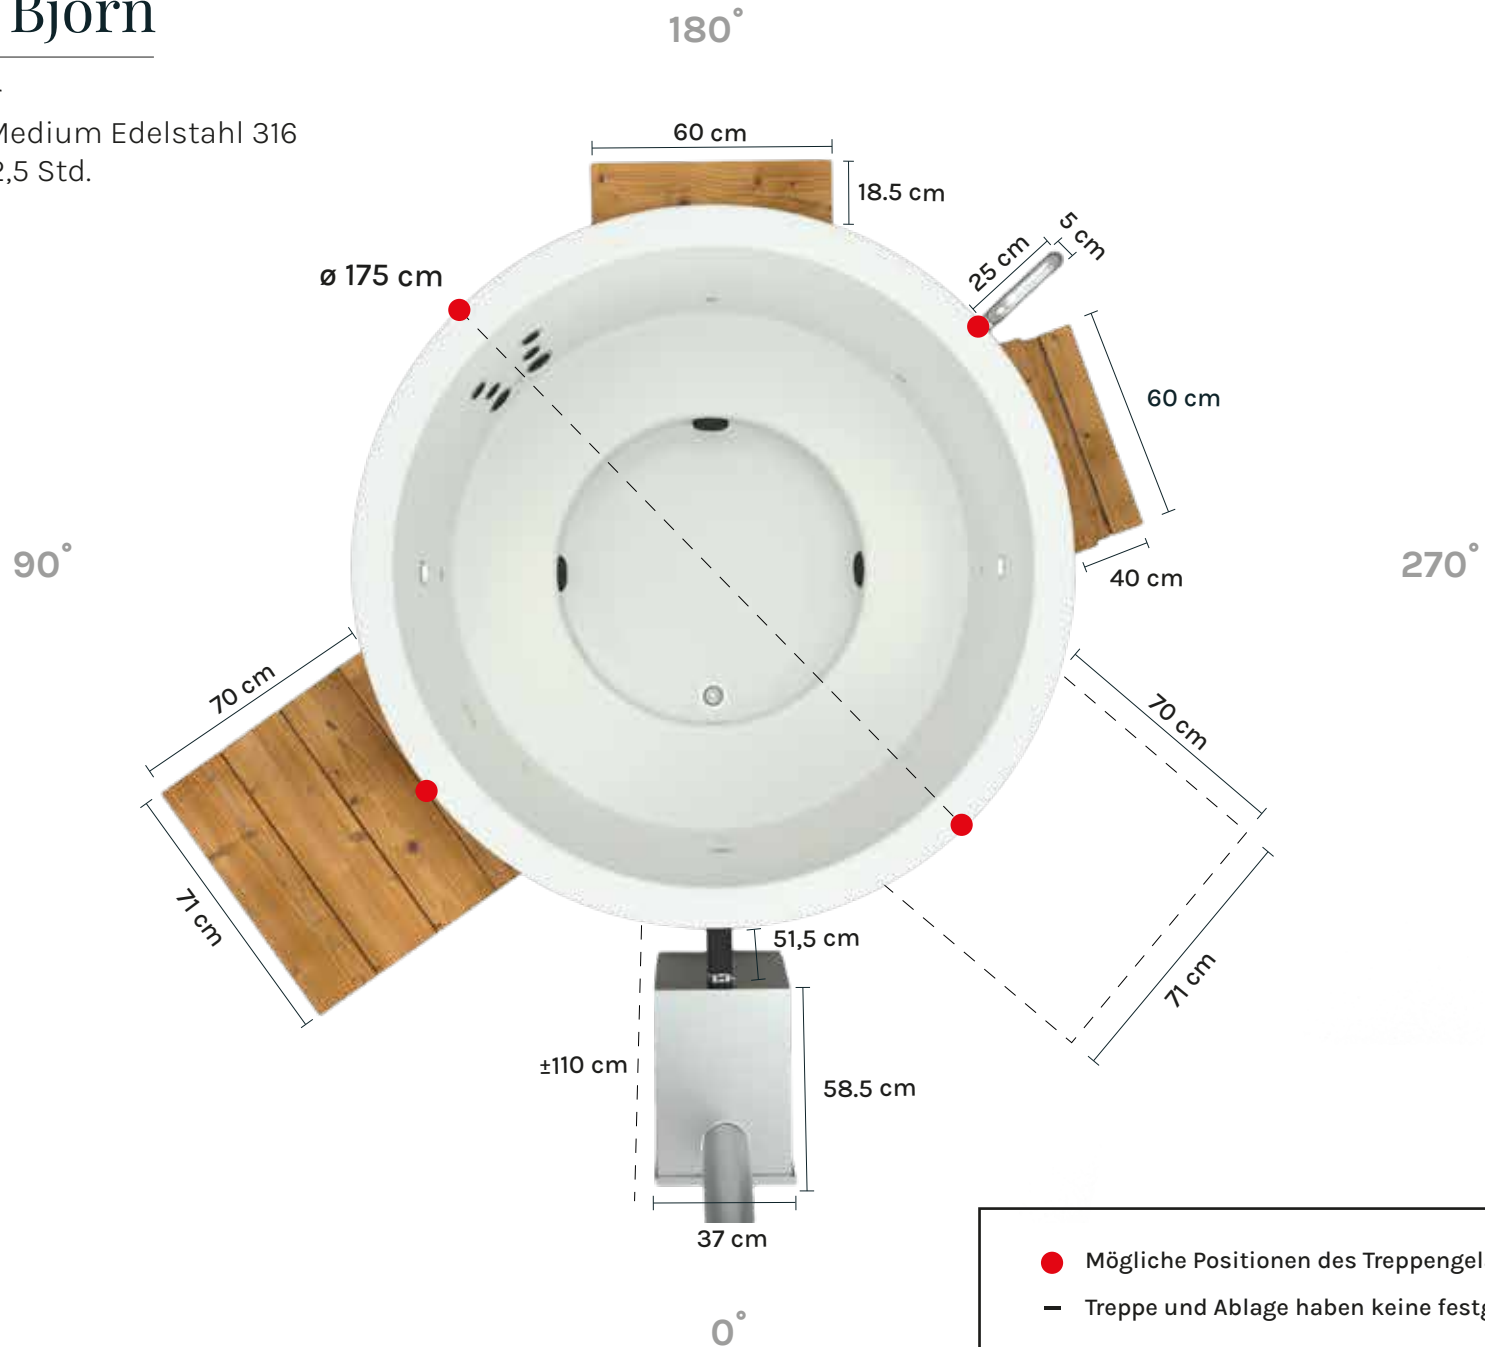 Björn
180°
Medium Edelstahl 316
2,5 Std.
60 cm
18.5 cm
5 cm
25 cm
ø 175 cm
60 cm
90°
270°
40 cm
70 cm
70 cm
71 cm
51,5 cm
71 cm
±110 cm
58.5 cm
37 cm
0°
Mögliche Positionen des Treppengel
Treppe und Ablage haben keine festg